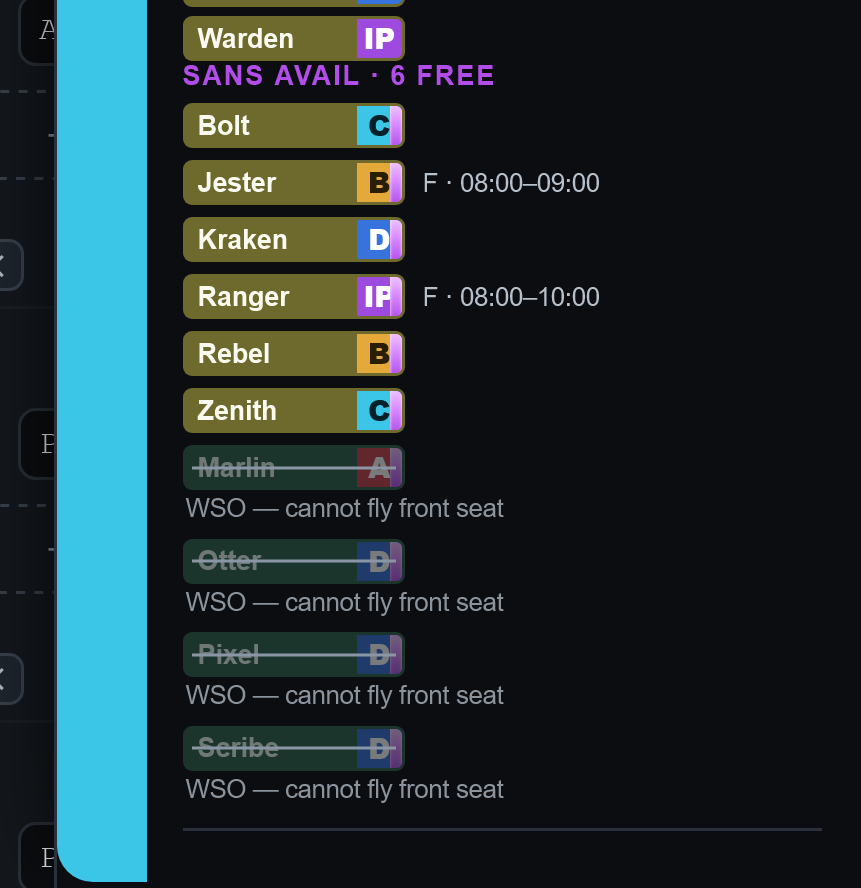 Warden IP
SANS AVAIL · 6 FREE
Bolt C
Jester B F · 08:00–09:00
Kraken D
Ranger IP F · 08:00–10:00
Rebel B
Zenith C
Marlin A
WSO — cannot fly front seat
Otter D
WSO — cannot fly front seat
Pixel D
WSO — cannot fly front seat
Scribe D
WSO — cannot fly front seat